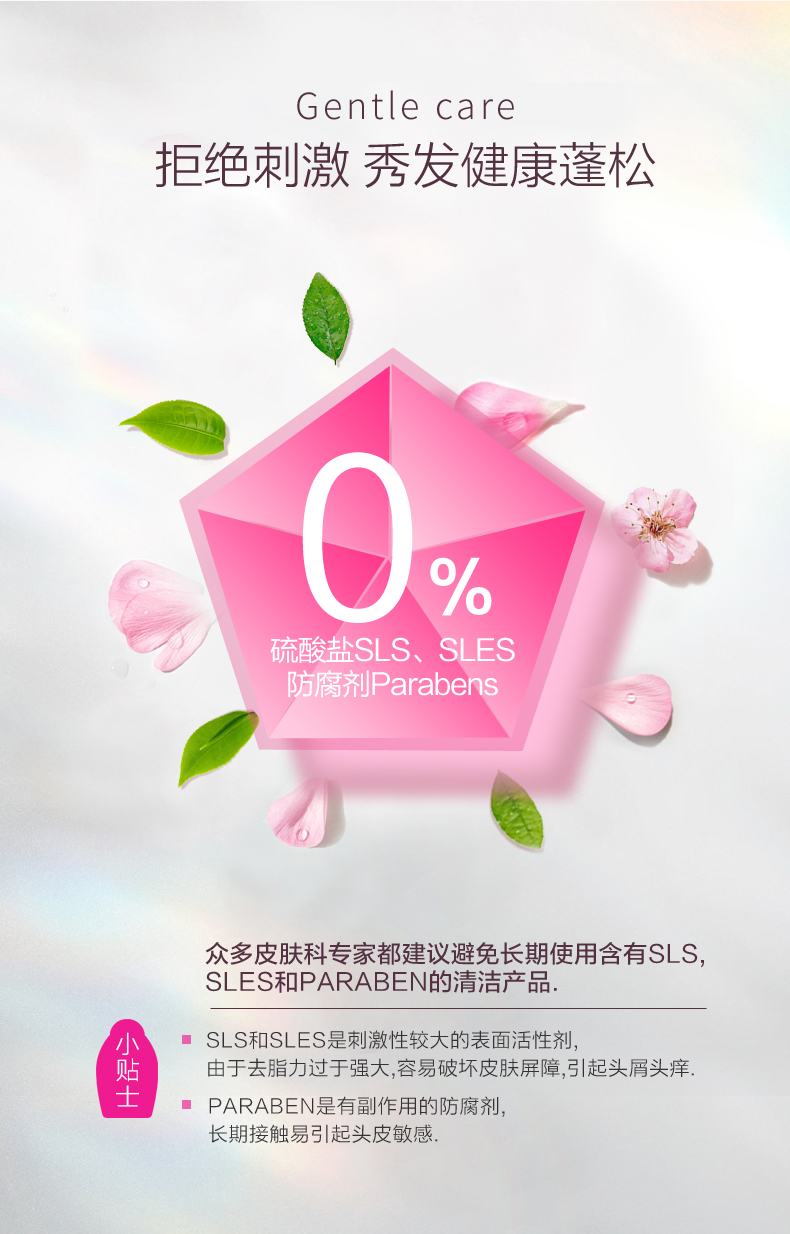 Gentle care
拒绝刺激 秀发健康蓬松
0%
硫酸盐SLS、SLES
防腐剂Parabens
众多皮肤科专家都建议避免长期使用含有SLS,
SLES和PARABEN的清洁产品.
小贴士
SLS和SLES是刺激性较大的表面活性剂,
由于去脂力过于强大,容易破坏皮肤屏障,引起头屑头痒.
PARABEN是有副作用的防腐剂,
长期接触易引起头皮敏感.